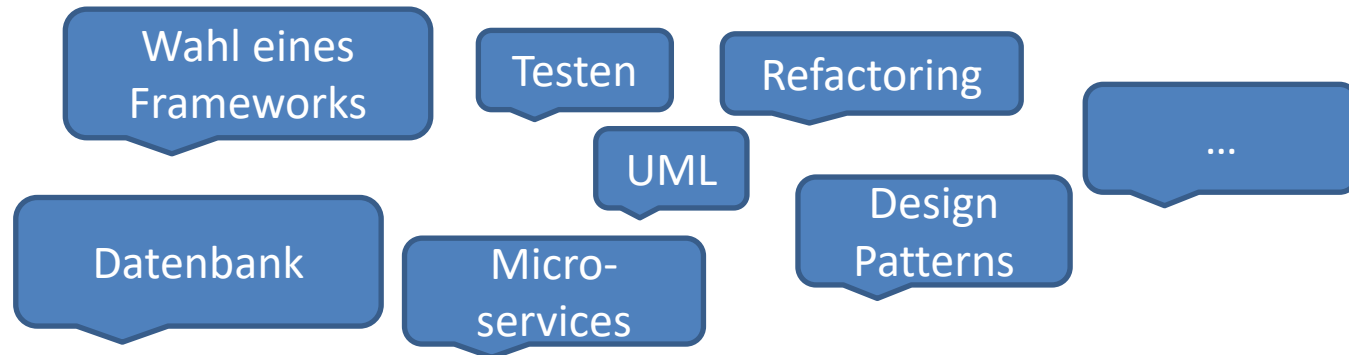 Wahl eines
Frameworks
Testen
Refactoring
...
UML
Design
Patterns
Datenbank
Micro-
services